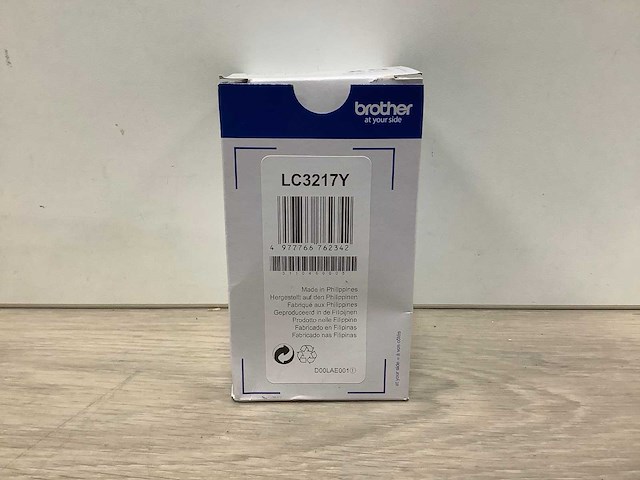 brother
at your side
LC3217Y
4 977766 762342
Made in Philippines
Hergestellt auf den Philippinen
Fabriqué aux Philippines
Geproduceerd in de Filipijnen
Prodotto nelle Filippine
Fabricado en Filipinas
Fabricado nas Filipinas
D00LAE001①